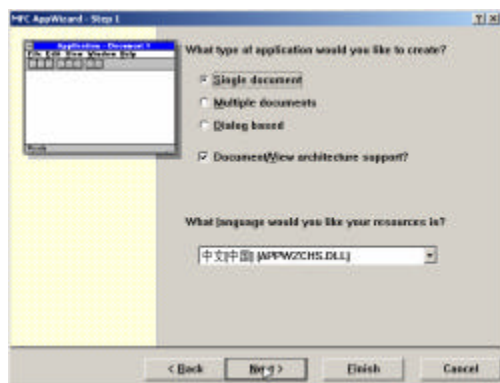 MFC AppWizard - Step 1
Application - Document 1
File Edit View Window Help
Ready
What type of application would you like to create?
Single document
Multiple documents
Dialog based
Document/View architecture support?
What language would you like your resources in?
中文[中国] (APPWZCHS.DLL)
< Back
Next >
Finish
Cancel